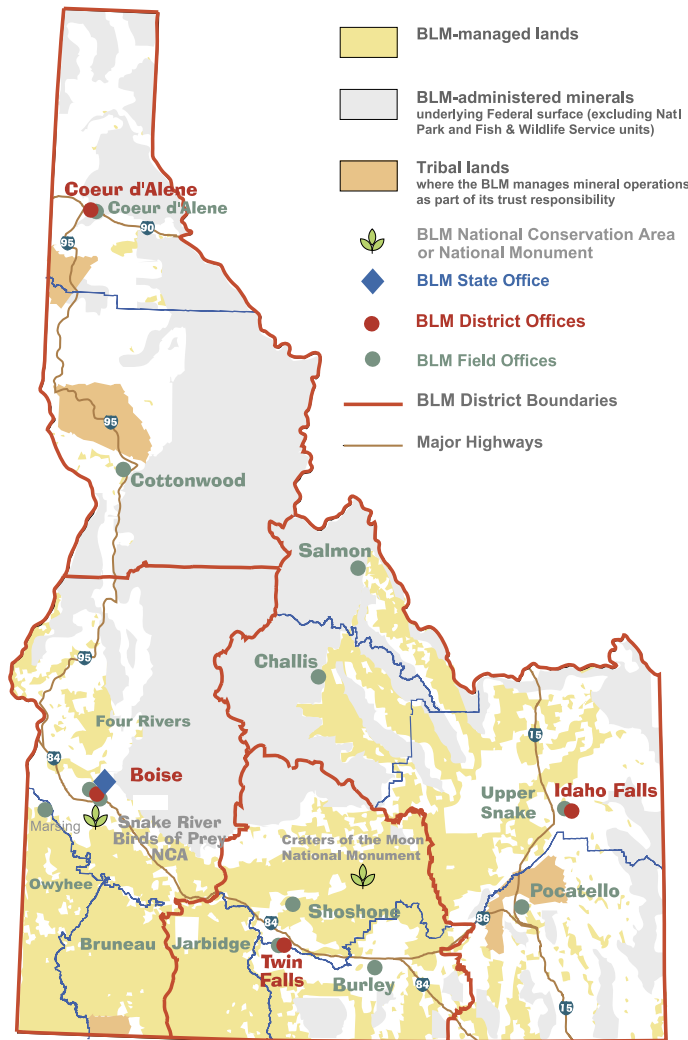 BLM-managed lands
BLM-administered minerals
underlying Federal surface (excluding Natl
Park and Fish & Wildlife Service units)
Tribal lands
where the BLM manages mineral operations
as part of its trust responsibility
BLM National Conservation Area
or National Monument
BLM State Office
BLM District Offices
BLM Field Offices
BLM District Boundaries
Major Highways
Coeur d'Alene
Coeur d'Alene
90
95
95
Cottonwood
Salmon
Challis
95
Four Rivers
84
15
Boise
Upper
Snake
Idaho Falls
Marsing
Snake River
Birds of Prey
NCA
Craters of the Moon
National Monument
Owyhee
Pocatello
Shoshone
86
84
Bruneau
Jarbidge
Twin
Falls
Burley
84
15